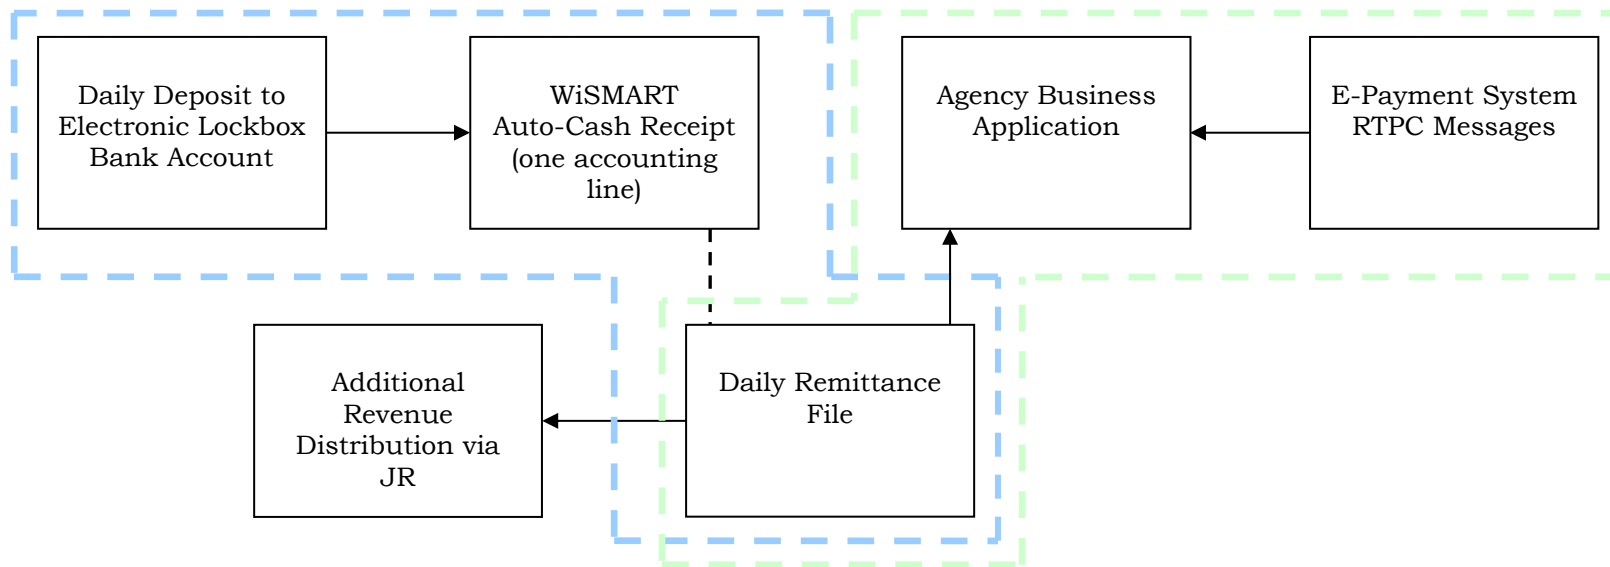 Daily Deposit to
Electronic Lockbox
Bank Account
WiSMART
Auto-Cash Receipt
(one accounting
line)
Agency Business
Application
E-Payment System
RTPC Messages
Additional
Revenue
Distribution via
JR
Daily Remittance
File